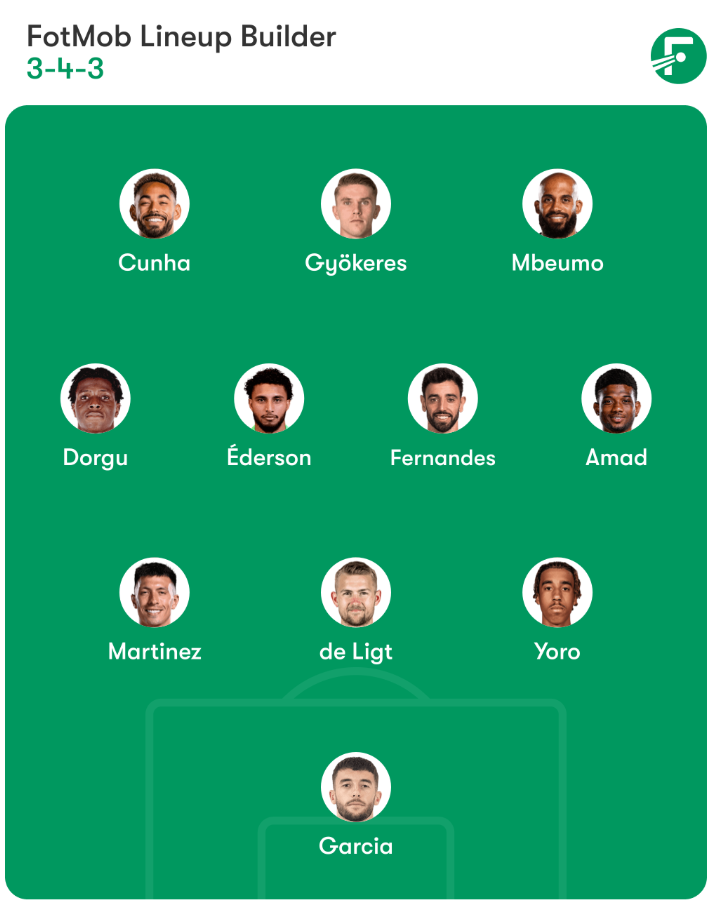 FotMob Lineup Builder
3-4-3
Cunha Gyökeres Mbeumo
Dorgu Éderson Fernandes Amad
Martinez de Ligt Yoro
Garcia